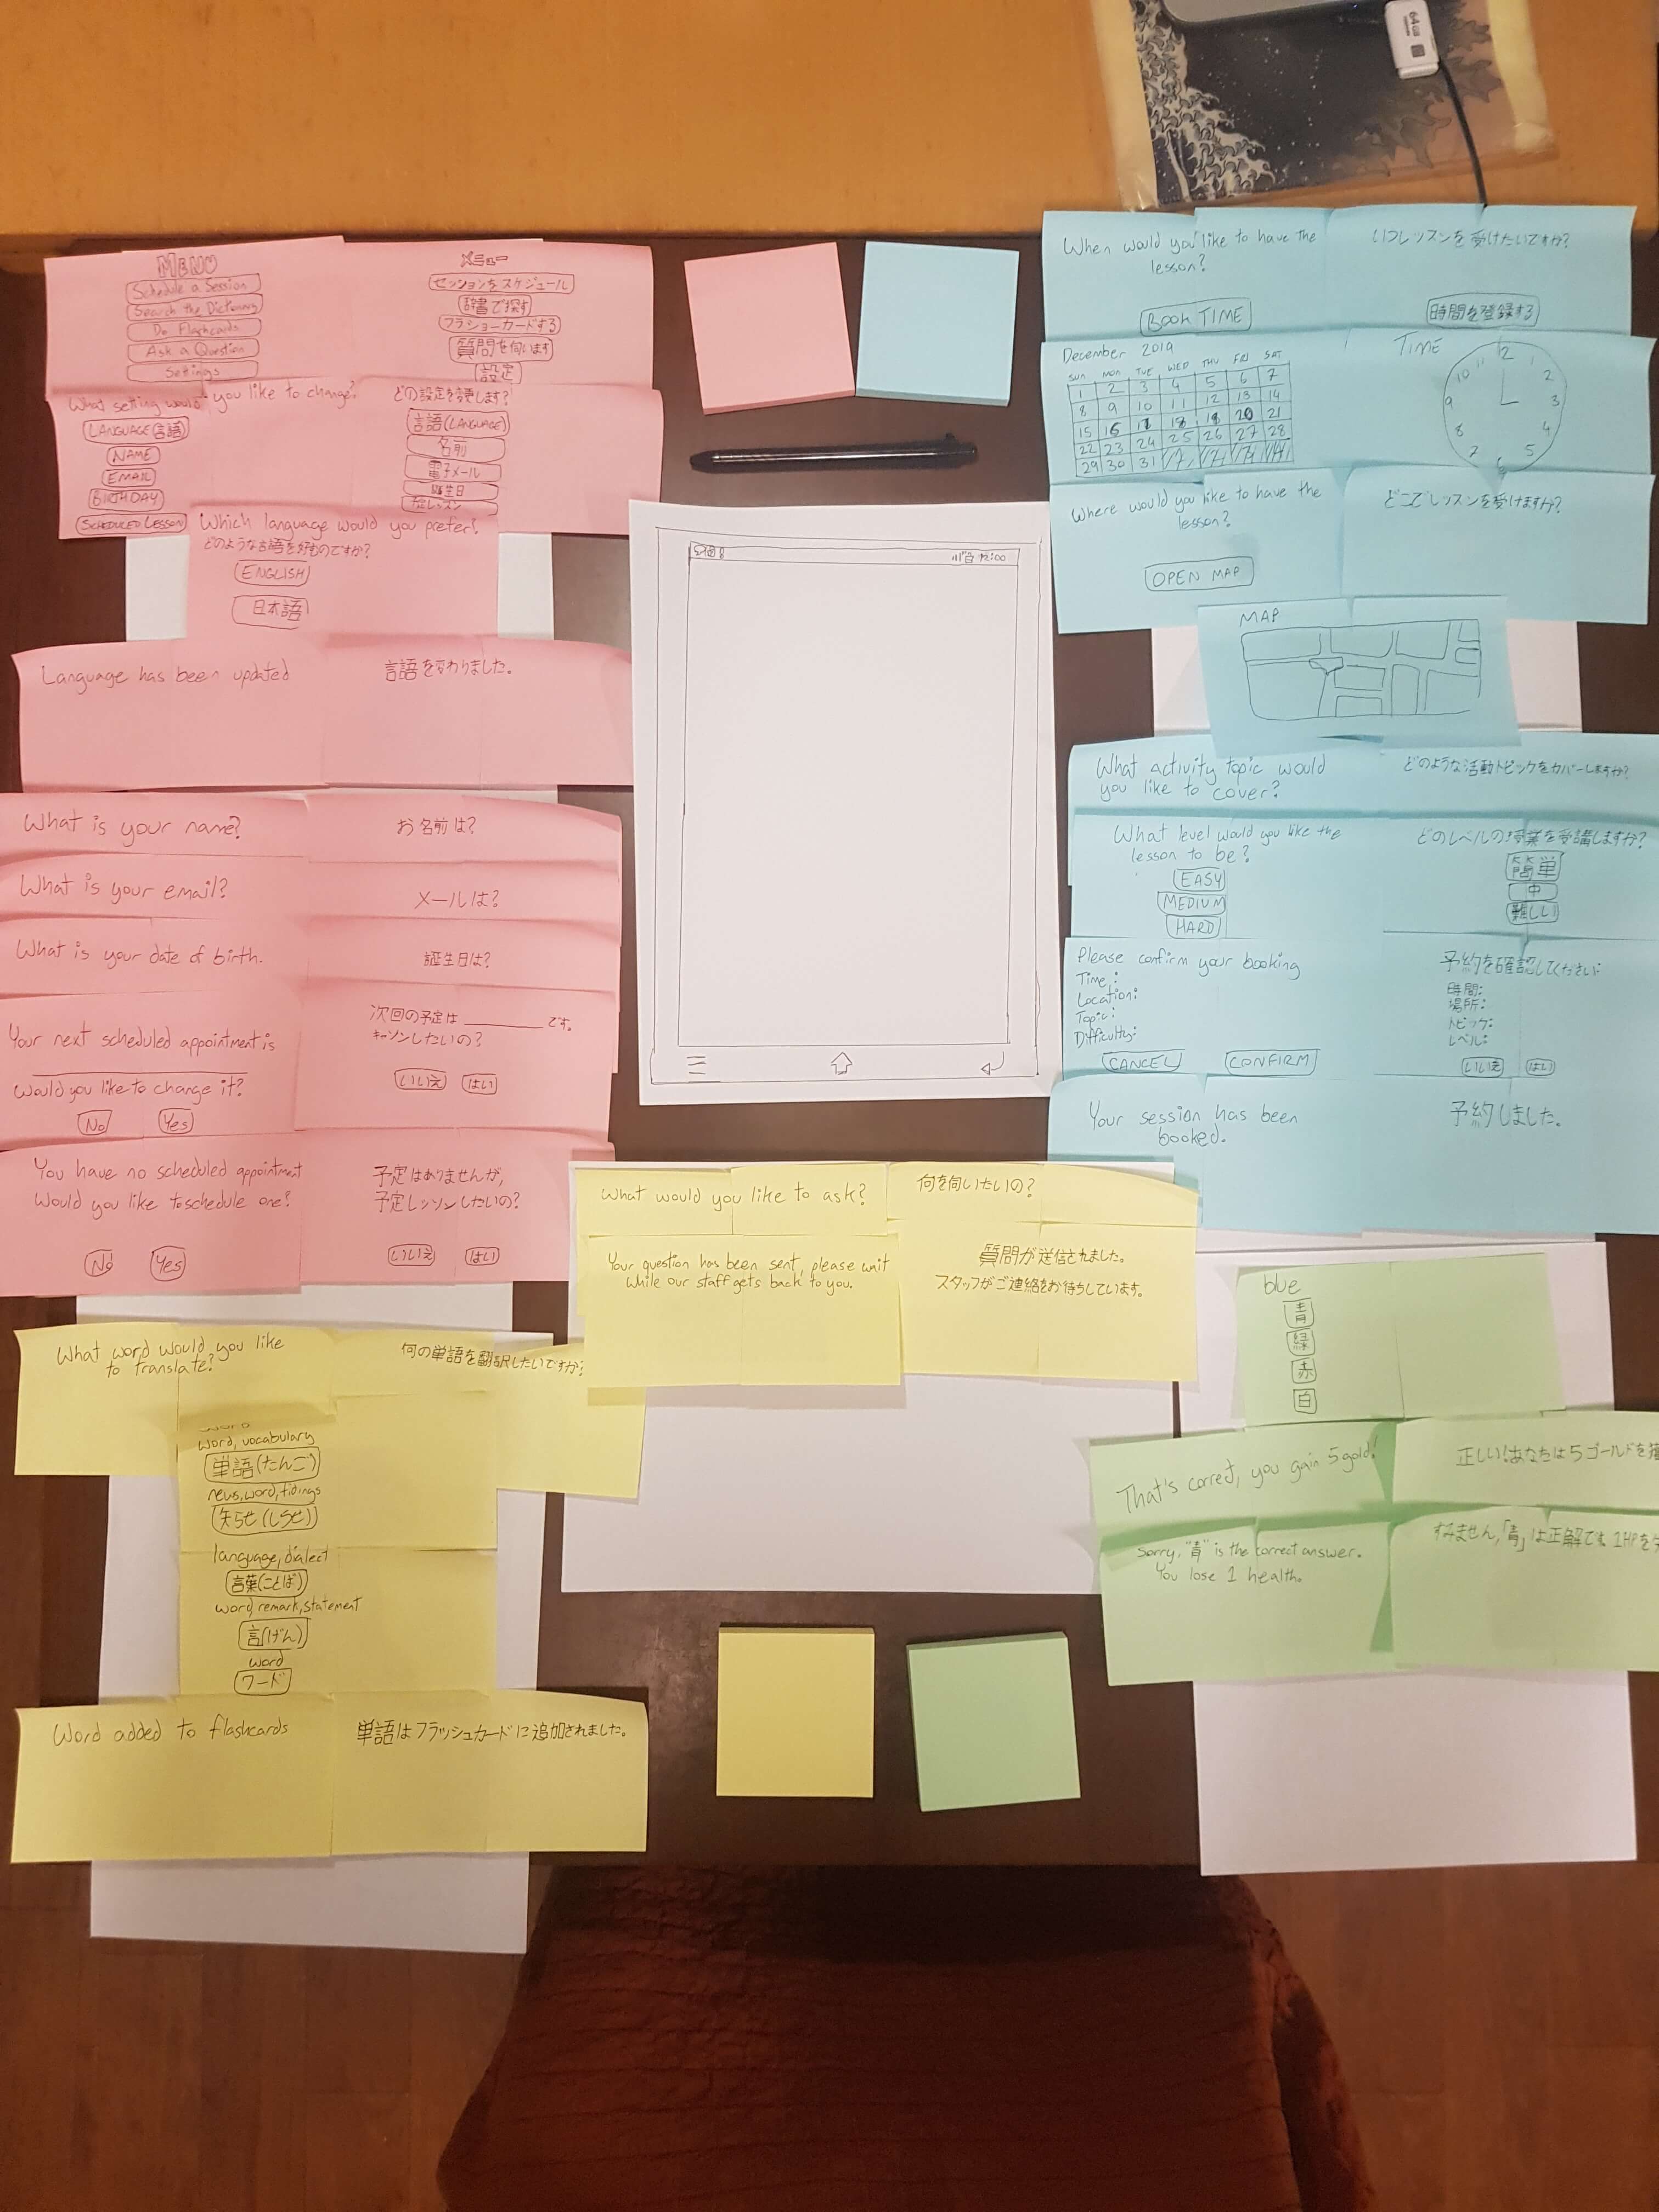 64GB
MENU
Schedule a Session
Search the Dictionary
Do Flashcards
Ask a Question
Settings
メニュー
セッションをスケジュール
辞書で探す
フラショーカードする
質問を伺います
設定
What setting would you like to change?
LANGUAGE(言語)
NAME
EMAIL
BIRTHDAY
SCHEDULED LESSON
どの設定を変更します?
言語(LANGUAGE)
名前
電子メール
誕生日
レッスン
Which language would you prefer?
どのような言語を好むのですか?
ENGLISH
日本語
Language has been updated
言語を変わりました。
What is your name?
お名前は?
What is your email?
メールは?
What is your date of birth.
誕生日は?
Your next scheduled appointment is
Would you like to change it?
No Yes
次回の予定は ________ です。
キャンソンしたいの?
いいえ はい
You have no scheduled appointment
Would you like to schedule one?
No Yes
予定はありませんが,
予定レッソンしたいの?
いいえ はい
12:00
When would you like to have the
lesson?
BOOK TIME
いつレッスンを受けたいですか?
時間を登録する
December 2019
SUN MON TUE WED THU FRI SAT
1 2 3 4 5 6 7
8 9 10 11 12 13 14
15 16 17 18 19 20 21
22 23 24 25 26 27 28
29 30 31
TIME
12 1 2 3 4 5 6 7 8 9 10 11
Where would you like to have the
lesson?
OPEN MAP
どこでレッスンを受けますか?
MAP
What activity topic would
you like to cover?
どのような活動トピックをカバーしますか?
What level would you like the
lesson to be?
EASY
MEDIUM
HARD
どのレベルの授業を受講しますか?
簡単
中
難しい
Please confirm your booking
Time:
Location:
Topic:
Difficulty:
CANCEL CONFIRM
予約を確認してください:
時間:
場所:
トピック:
レベル:
いいえ はい
Your session has been
booked.
予約しました。
What would you like to ask?
何を伺いたいの?
Your question has been sent, please wait
while our staff gets back to you.
質問が送信されました。
スタッフがご連絡をお待ちしています。
What word would you like
to translate?
何の単語を翻訳したいですか?
word
word, vocabulary
単語(たんご)
news, word, tidings
知らせ(しらせ)
language, dialect
言葉(ことば)
word, remark, statement
言(げん)
word
ワード
Word added to flashcards
単語はフラッシュカードに追加されました。
blue
青
緑
赤
白
That's correct, you gain 5 gold!
正しい!あなたは5ゴールドを
Sorry, "青" is the correct answer.
You lose 1 health.
すみません,「青」は正解です。1HPを